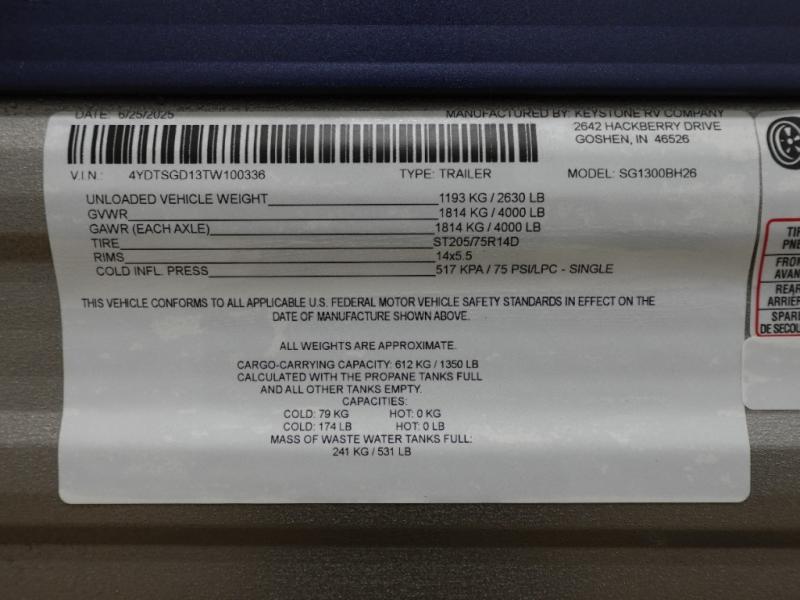 DATE: 6/25/2025 MANUFACTURED BY: KEYSTONE RV COMPANY
2642 HACKBERRY DRIVE
GOSHEN, IN 46526
V.I.N.: 4YDTSGD13TW100336 TYPE: TRAILER MODEL: SG1300BH26
UNLOADED VEHICLE WEIGHT 1193 KG / 2630 LB
GVWR 1814 KG / 4000 LB
GAWR (EACH AXLE) 1814 KG / 4000 LB
TIRE ST205/75R14D
RIMS 14x5.5
COLD INFL. PRESS 517 KPA / 75 PSI/LPC - SINGLE
THIS VEHICLE CONFORMS TO ALL APPLICABLE U.S. FEDERAL MOTOR VEHICLE SAFETY STANDARDS IN EFFECT ON THE
DATE OF MANUFACTURE SHOWN ABOVE.
ALL WEIGHTS ARE APPROXIMATE.
CARGO-CARRYING CAPACITY: 612 KG / 1350 LB
CALCULATED WITH THE PROPANE TANKS FULL
AND ALL OTHER TANKS EMPTY.
CAPACITIES:
COLD: 79 KG HOT: 0 KG
COLD: 174 LB HOT: 0 LB
MASS OF WASTE WATER TANKS FULL:
241 KG / 531 LB
TI
PNE
FRON
AVAN
REAR
ARRIÈR
SPARE
DE SECOU